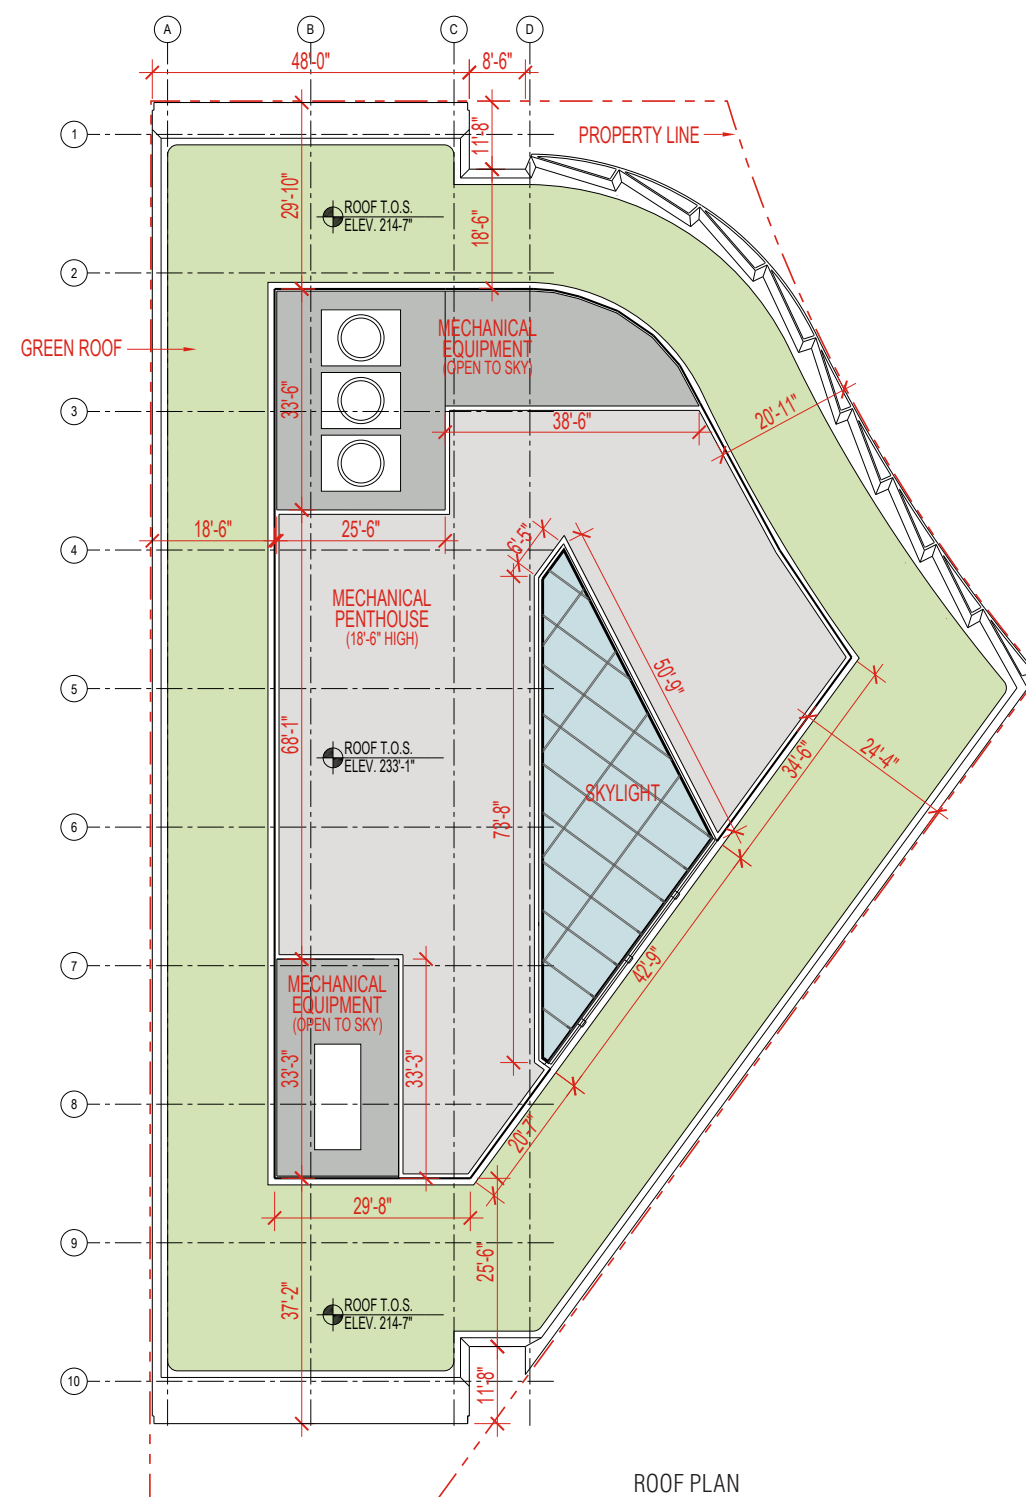 A
B
C
D
48'-0"
8'-6"
1
11'-8"
PROPERTY LINE
29'-10"
ROOF T.O.S.
ELEV. 214-7"
18'-6"
2
GREEN ROOF
MECHANICAL
EQUIPMENT
(OPEN TO SKY)
33'-6"
3
38'-6"
20'-11"
18'-6"
25'-6"
4
6'-5"
MECHANICAL
PENTHOUSE
(18'-6" HIGH)
50'-9"
5
68'-1"
ROOF T.O.S.
ELEV. 233'-1"
34'-6"
24'-4"
SKYLIGHT
73'-8"
6
7
42'-9"
MECHANICAL
EQUIPMENT
(OPEN TO SKY)
33'-3"
33'-3"
8
20'-7"
29'-8"
9
25'-6"
37'-2"
ROOF T.O.S.
ELEV. 214-7"
10
11'-8"
ROOF PLAN